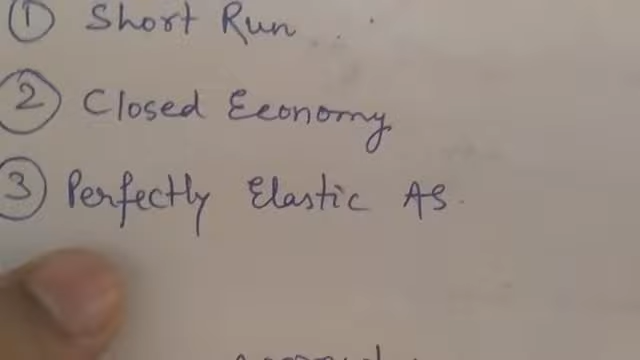 ① Short Run
② Closed Economy
③ Perfectly Elastic AS